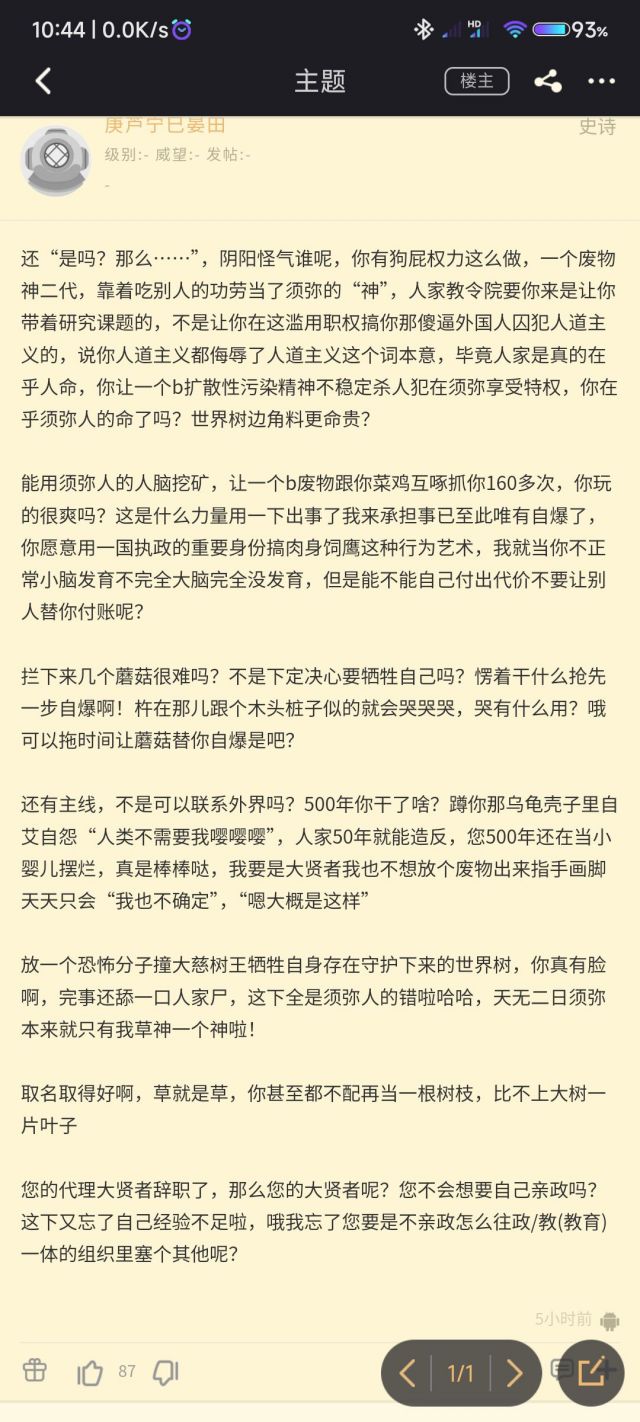 10:44 | 0.0K/s
HD
93%
主题
楼主
庚芦宁已晏田
史诗
级别:- 威望:- 发帖:-
-
还“是吗？那么……”，阴阳怪气谁呢，你有狗屁权力这么做，一个废物
神二代，靠着吃别人的功劳当了须弥的“神”，人家教令院要你来是让你
带着研究课题的，不是让你在这滥用职权搞你那傻逼外国人囚犯人道主
义的，说你人道主义都侮辱了人道主义这个词本意，毕竟人家是真的在
乎人命，你让一个b扩散性污染精神不稳定杀人犯在须弥享受特权，你在
乎须弥人的命了吗？世界树边角料更命贵？
能用须弥人的人脑挖矿，让一个b废物跟你菜鸡互啄抓你160多次，你玩
的很爽吗？这是什么力量用一下出事了我来承担事已至此唯有自爆了，
你愿意用一国执政的重要身份搞肉身饲鹰这种行为艺术，我就当你不正
常小脑发育不完全大脑完全没发育，但是能不能自己付出代价不要让别
人替你付账呢？
拦下来几个蘑菇很难吗？不是下定决心要牺牲自己吗？愣着干什么抢先
一步自爆啊！杵在那儿跟个木头桩子似的就会哭哭哭，哭有什么用？哦
可以拖时间让蘑菇替你自爆是吧？
还有主线，不是可以联系外界吗？500年你干了啥？蹲你那乌龟壳子里自
艾自怨“人类不需要我嘤嘤嘤”，人家50年就能造反，您500年还在当小
婴儿摆烂，真是棒棒哒，我要是大贤者我也不想放个废物出来指手画脚
天天只会“我也不确定”，“嗯大概是这样”
放一个恐怖分子撞大慈树王牺牲自身存在守护下来的世界树，你真有脸
啊，完事还舔一口人家尸，这下全是须弥人的错啦哈哈，天无二日须弥
本来就只有我草神一个神啦！
取名取得好啊，草就是草，你甚至都不配再当一根树枝，比不上大树一
片叶子
您的代理大贤者辞职了，那么您的大贤者呢？您不会想要自己亲政吗？
这下又忘了自己经验不足啦，哦我忘了您要是不亲政怎么往政/教(教育)
一体的组织里塞个其他呢？
5小时前
87
1/1